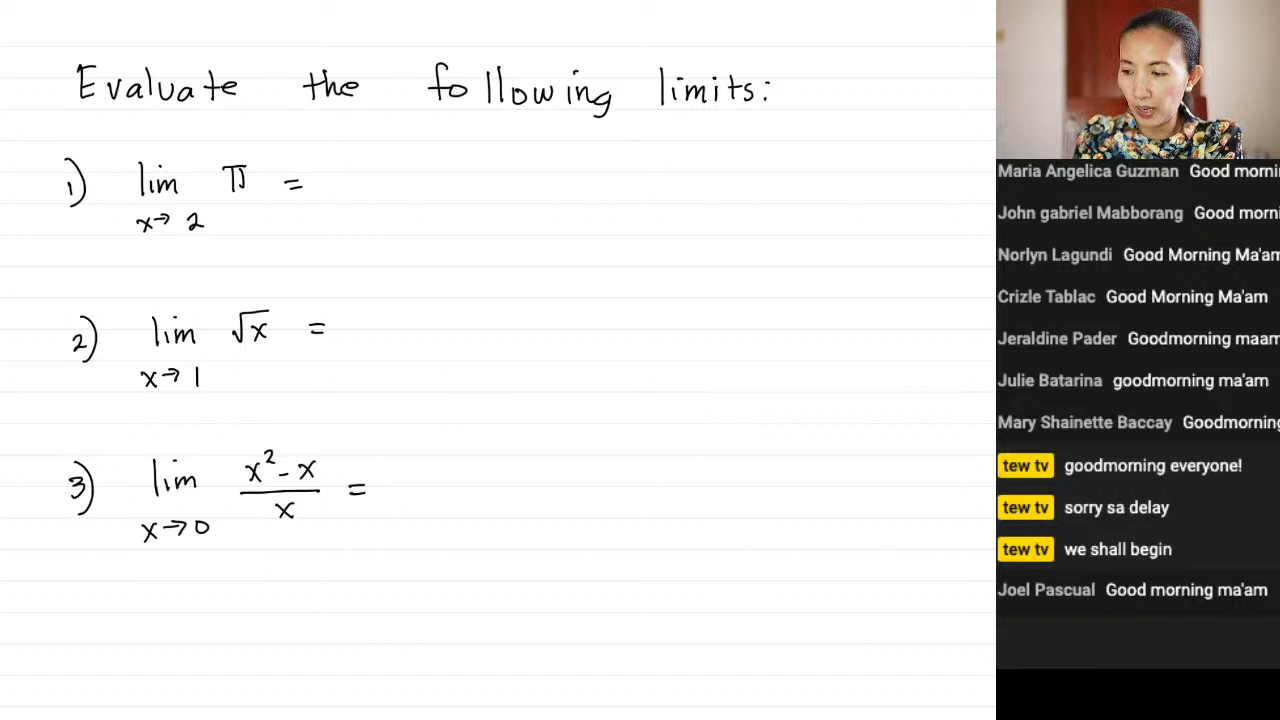 Evaluate the following limits:
1) lim π =
x→2
2) lim √x =
x→1
3) lim x²-x =
x→0 x
Maria Angelica Guzman Good morni
John gabriel Mabborang Good morn
Norlyn Lagundi Good Morning Ma'am
Crizle Tablac Good Morning Ma'am
Jeraldine Pader Goodmorning maam
Julie Batarina goodmorning ma'am
Mary Shainette Baccay Goodmorning
tew tv goodmorning everyone!
tew tv sorry sa delay
tew tv we shall begin
Joel Pascual Good morning ma'am